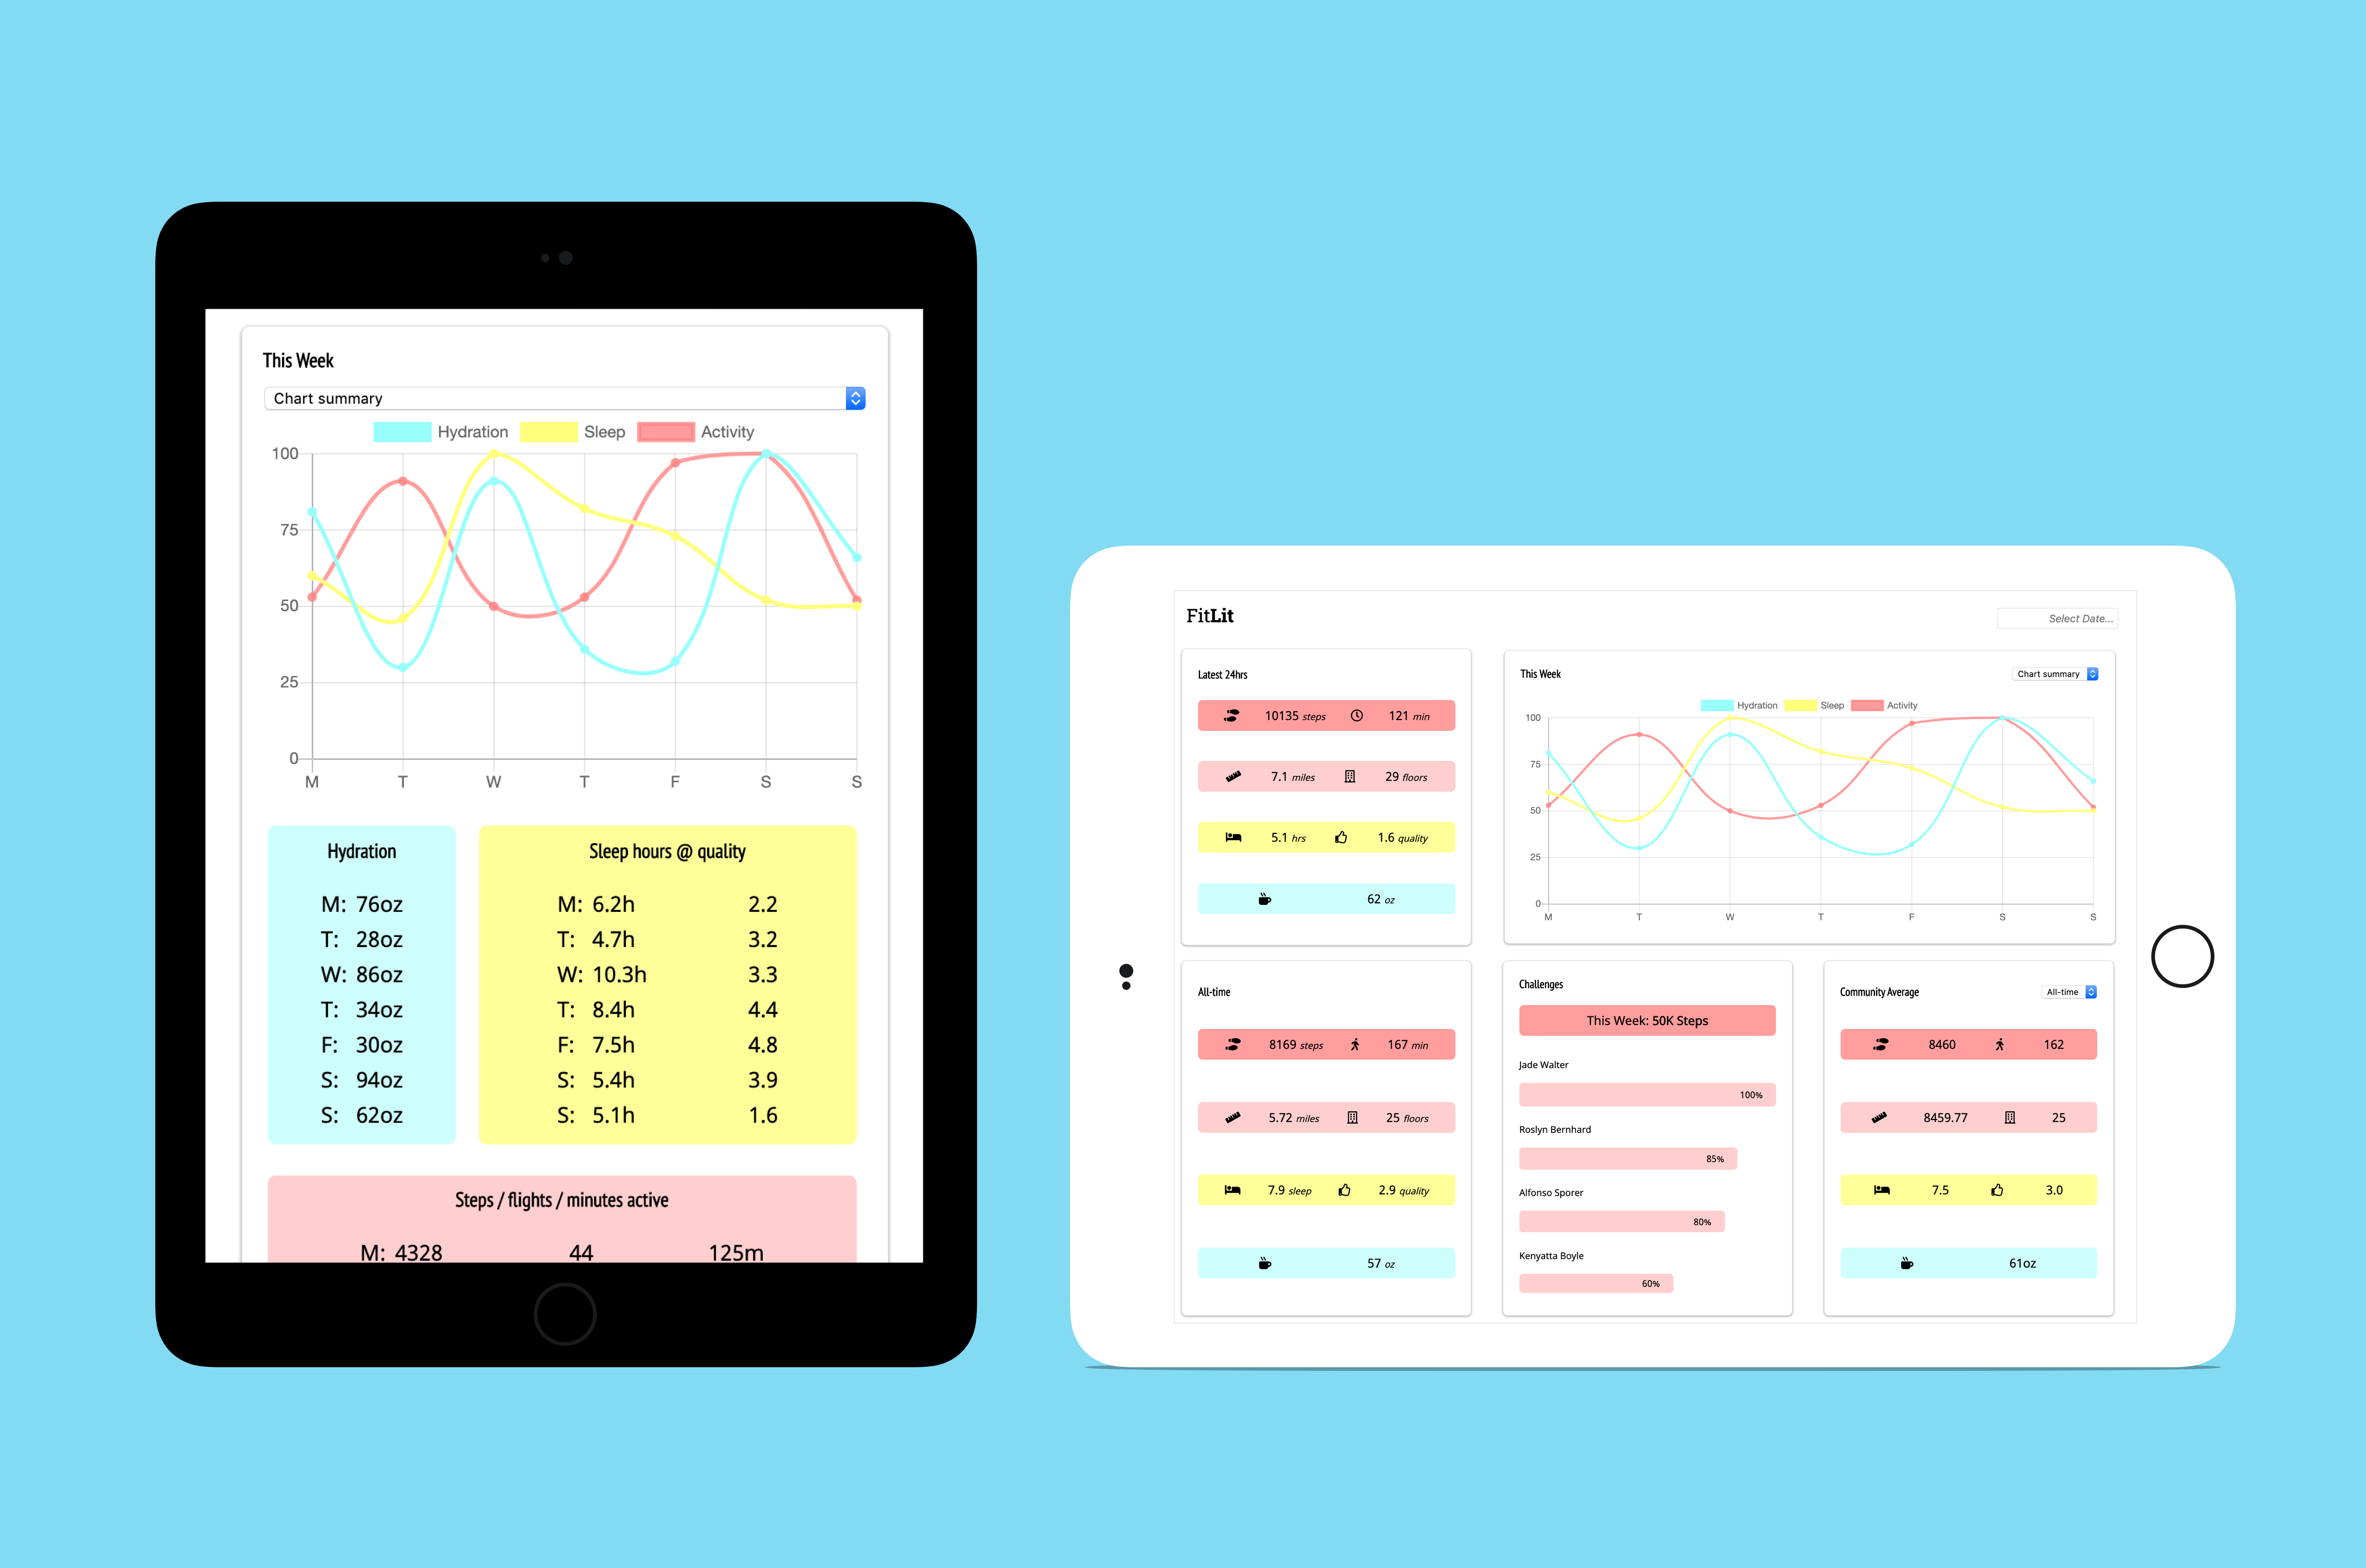 This Week
Chart summary
Hydration Sleep Activity
100
75
50
25
0
M T W T F S S
Hydration
M: 76oz
T: 28oz
W: 86oz
T: 34oz
F: 30oz
S: 94oz
S: 62oz
Sleep hours @ quality
M: 6.2h 2.2
T: 4.7h 3.2
W: 10.3h 3.3
T: 8.4h 4.4
F: 7.5h 4.8
S: 5.4h 3.9
S: 5.1h 1.6
Steps / flights / minutes active
M: 4328 44 125m
FitLit
Select Date...
Latest 24hrs
10135 steps 121 min
7.1 miles 29 floors
5.1 hrs 1.6 quality
62 oz
This Week
Chart summary
Hydration Sleep Activity
100
75
50
25
0
M T W T F S S
All-time
8169 steps 167 min
5.72 miles 25 floors
7.9 sleep 2.9 quality
57 oz
Challenges
This Week: 50K Steps
Jade Walter
100%
Roslyn Bernhard
85%
Alfonso Sporer
80%
Kenyatta Boyle
60%
Community Average
All-time
8460 162
8459.77 25
7.5 3.0
61oz